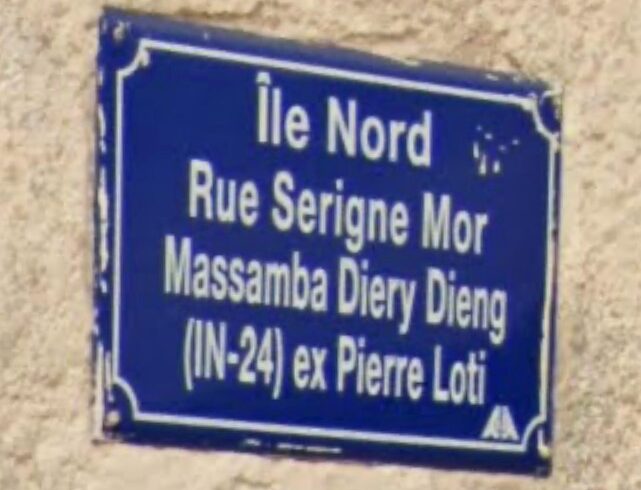 Île Nord
Rue Serigne Mor
Massamba Diery Dieng
(IN-24) ex Pierre Loti